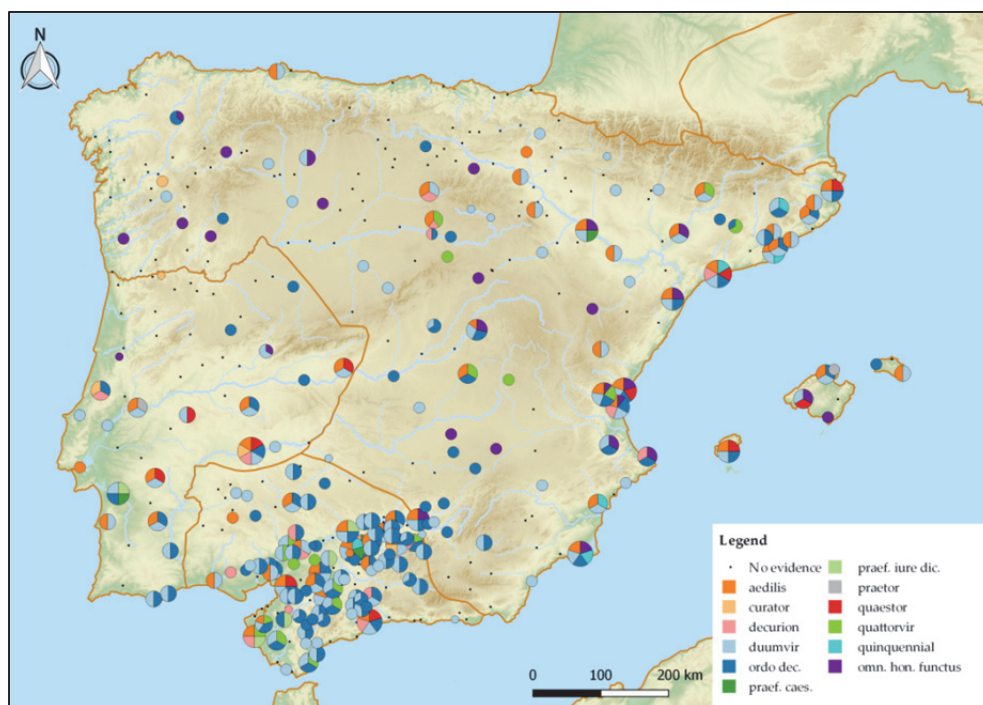 N
Legend
No evidence
aedilis
curator
decurion
duumvir
ordo dec.
praef. caes.
praef. iure dic.
praetor
quaestor
quattorvir
quinquennial
omn. hon. functus
0 100 200 km